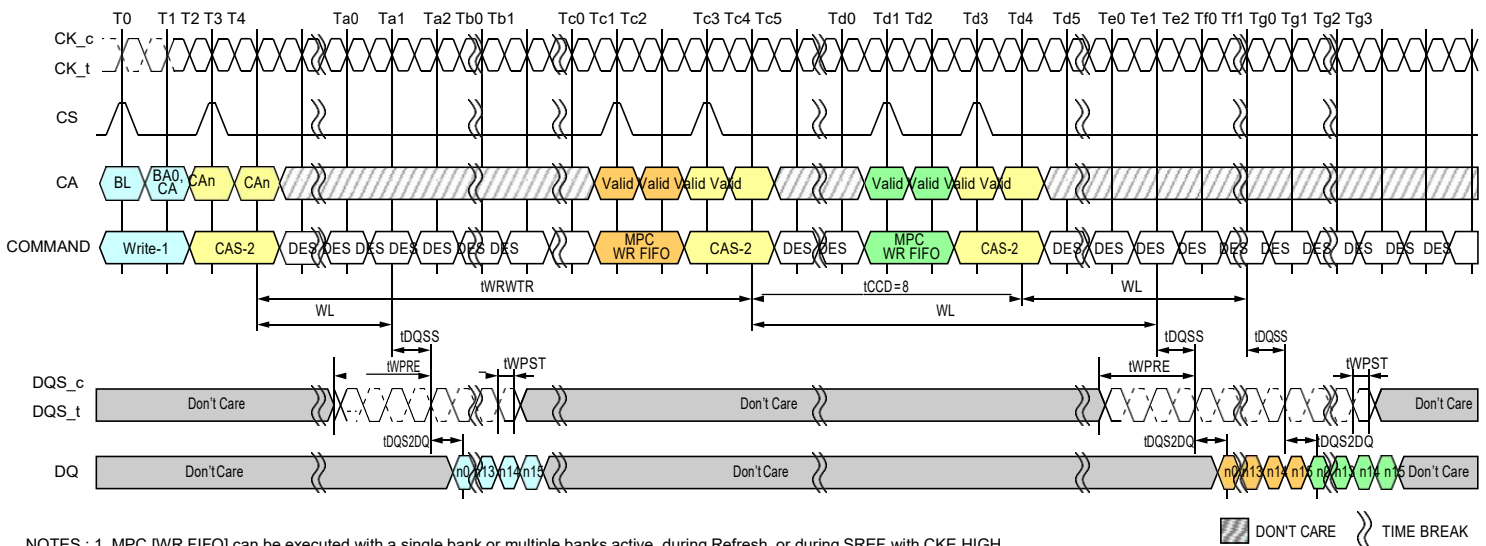 T0 T1 T2 T3 T4 Ta0 Ta1 Ta2 Tb0 Tb1 Tc0 Tc1 Tc2 Tc3 Tc4 Tc5 Td0 Td1 Td2 Td3 Td4 Td5 Te0 Te1 Te2 Tf0 Tf1 Tg0 Tg1 Tg2 Tg3
CK_c
CK_t
CS
CA BL BA0, CA CAn CAn Valid Valid Valid Valid Valid Valid Valid Valid
COMMAND Write-1 CAS-2 DES DES DES DES DES DES DES MPC WR FIFO CAS-2 DES DES MPC WR FIFO CAS-2 DES DES DES DES DES DES DES DES DES DES
tWRWTR tCCD = 8 WL
WL WL
tDQSS tDQSS tDQSS
tWPRE tWPST tWPRE tWPST
DQS_c
DQS_t Don't Care Don't Care Don't Care
tDQS2DQ tDQS2DQ tDQS2DQ
DQ Don't Care n0 n13 n14 n15 Don't Care n0 n13 n14 n15 n0 n13 n14 n15 Don't Care
DON'T CARE TIME BREAK
NOTES : 1. MPC [WR FIFO] can be executed with a single bank or multiple banks active, during Refresh, or during SREF with CKE HIGH.